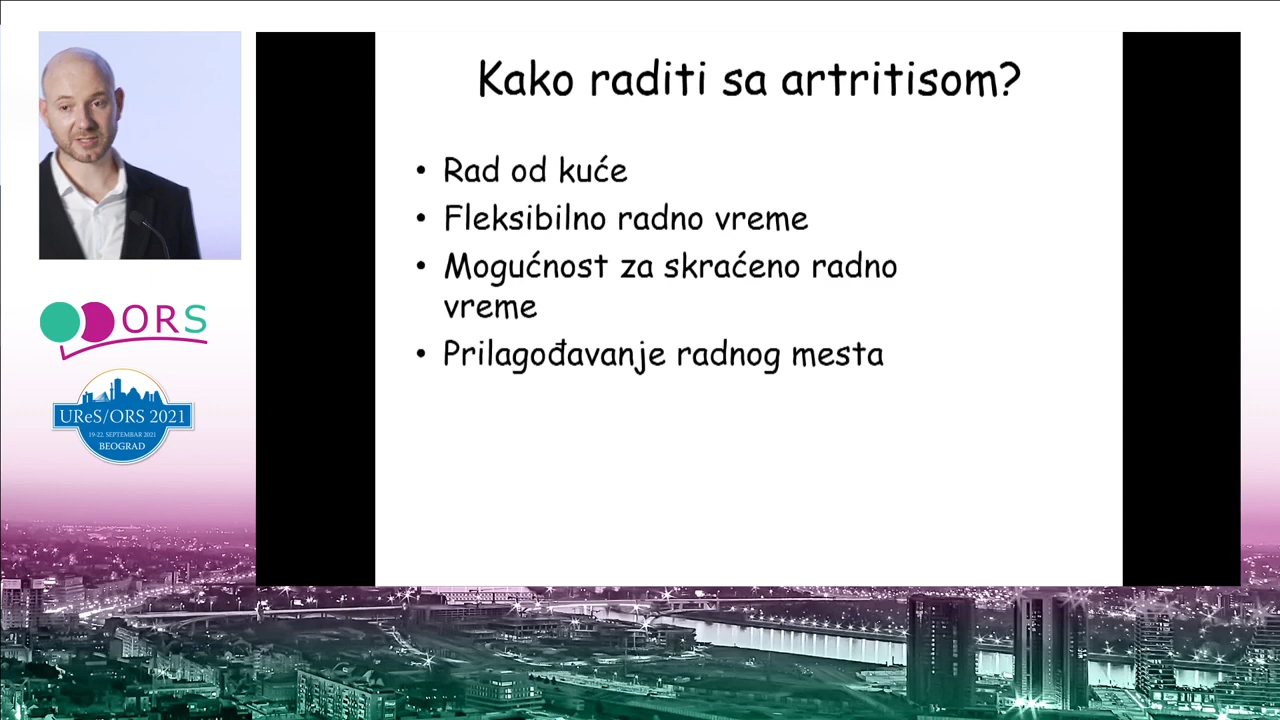 Kako raditi sa artritisom?
• Rad od kuće
• Fleksibilno radno vreme
• Mogućnost za skraćeno radno
vreme
• Prilagođavanje radnog mesta
ORS
UReS/ORS 2021
19-22. SEPTEMBAR 2021
BEOGRAD